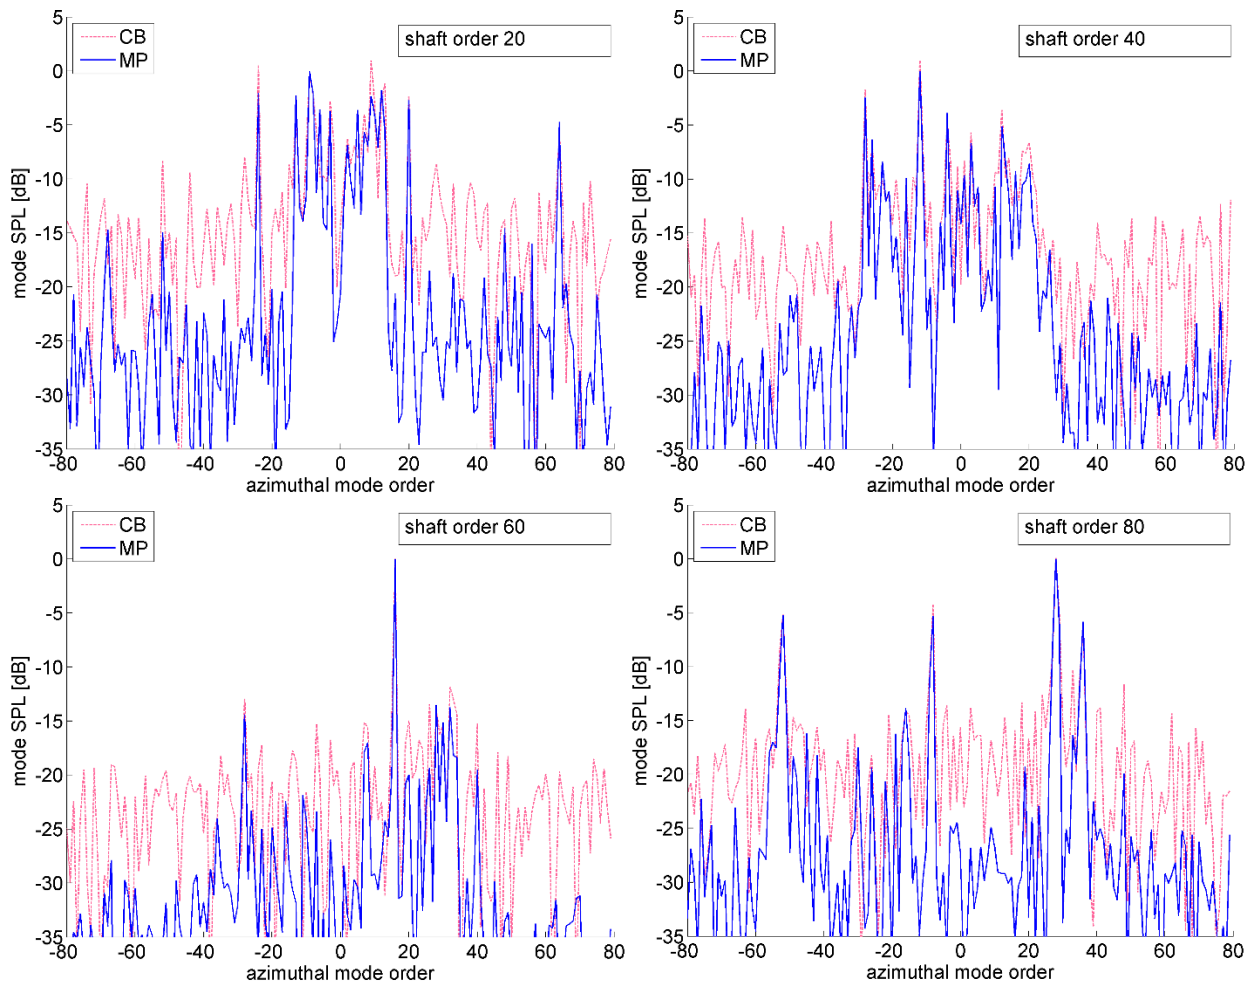 5
CB
MP
shaft order 20
0
-5
-10
-15
-20
-25
-30
-35
mode SPL [dB]
-80 -60 -40 -20 0 20 40 60 80
azimuthal mode order
5
CB
MP
shaft order 40
0
-5
-10
-15
-20
-25
-30
-35
mode SPL [dB]
-80 -60 -40 -20 0 20 40 60 80
azimuthal mode order
5
CB
MP
shaft order 60
0
-5
-10
-15
-20
-25
-30
-35
mode SPL [dB]
-80 -60 -40 -20 0 20 40 60 80
azimuthal mode order
5
CB
MP
shaft order 80
0
-5
-10
-15
-20
-25
-30
-35
mode SPL [dB]
-80 -60 -40 -20 0 20 40 60 80
azimuthal mode order